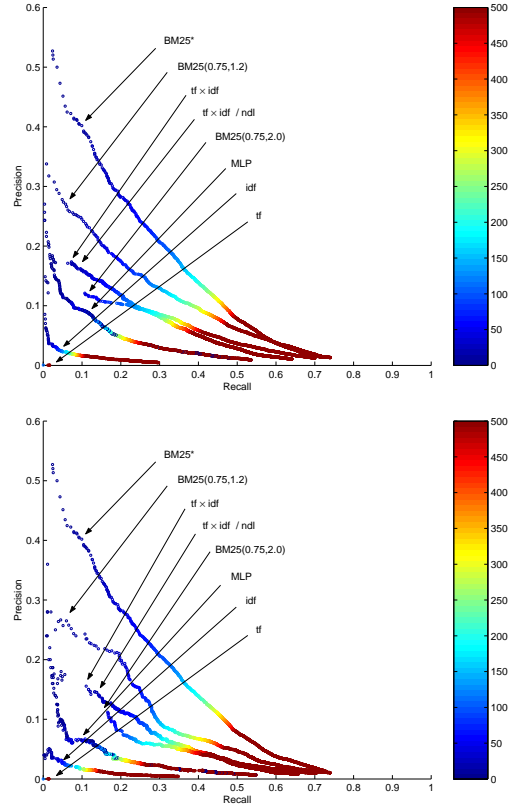 0.6
0.5
0.4
0.3
0.2
0.1
0
Precision
0 0.1 0.2 0.3 0.4 0.5 0.6 0.7 0.8 0.9 1
Recall
BM25*
BM25(0.75,1.2)
tf × idf
tf × idf / ndl
BM25(0.75,2.0)
MLP
idf
tf
500
450
400
350
300
250
200
150
100
50
0
0.6
0.5
0.4
0.3
0.2
0.1
0
Precision
0 0.1 0.2 0.3 0.4 0.5 0.6 0.7 0.8 0.9 1
Recall
BM25*
BM25(0.75,1.2)
tf × idf
tf × idf / ndl
BM25(0.75,2.0)
MLP
idf
tf
500
450
400
350
300
250
200
150
100
50
0